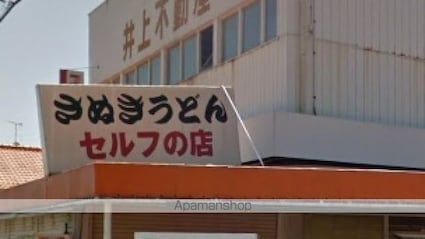 井上不動産
さぬきうどん
セルフの店
Apamanshop